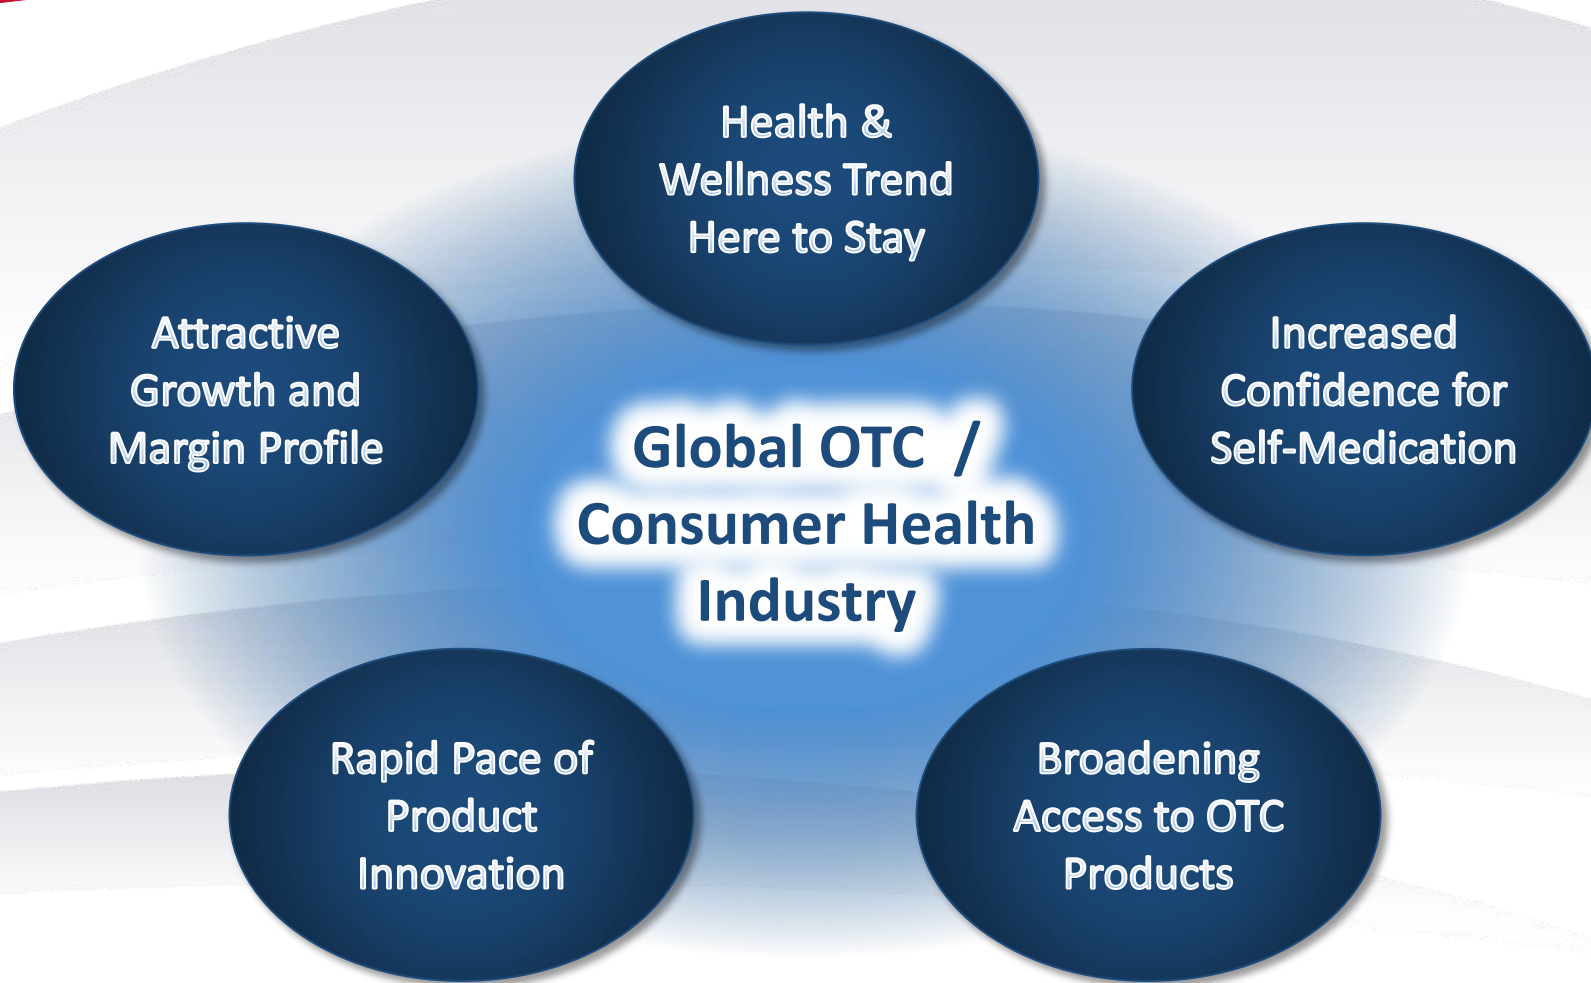 Health &
Wellness Trend
Here to Stay
Attractive
Growth and
Margin Profile
Increased
Confidence for
Self-Medication
Global OTC /
Consumer Health
Industry
Rapid Pace of
Product
Innovation
Broadening
Access to OTC
Products